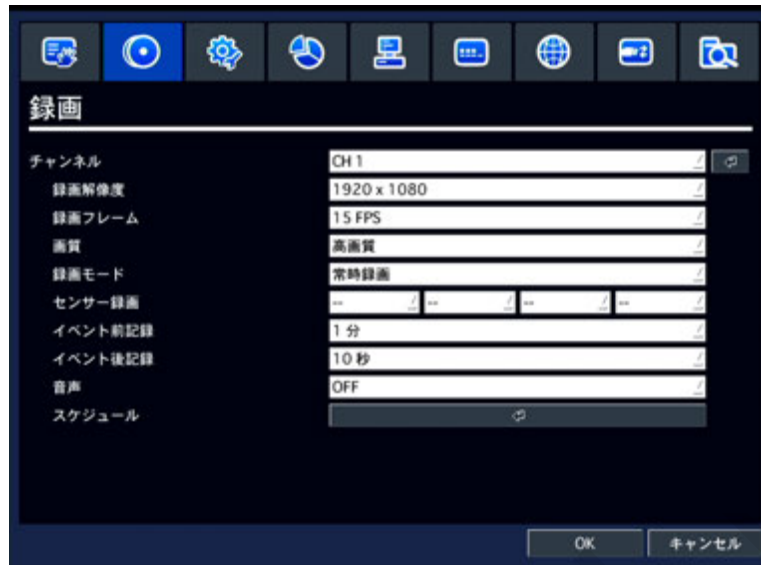 録画
チャンネル CH 1
録画解像度 1920 x 1080
録画フレーム 15 FPS
画質 高画質
録画モード 常時録画
センサー録画 -- -- -- --
イベント前記録 1 分
イベント後記録 10 秒
音声 OFF
スケジュール
OK キャンセル